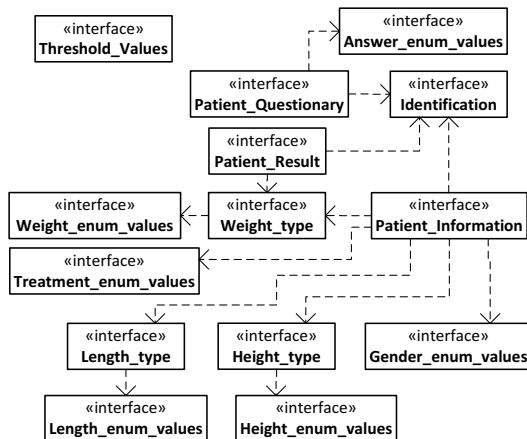 «interface»
Threshold_Values
«interface»
Answer_enum_values
«interface»
Patient_Questionary
«interface»
Identification
«interface»
Patient_Result
«interface»
Weight_enum_values
«interface»
Weight_type
«interface»
Patient_Information
«interface»
Treatment_enum_values
«interface»
Length_type
«interface»
Height_type
«interface»
Gender_enum_values
«interface»
Length_enum_values
«interface»
Height_enum_values